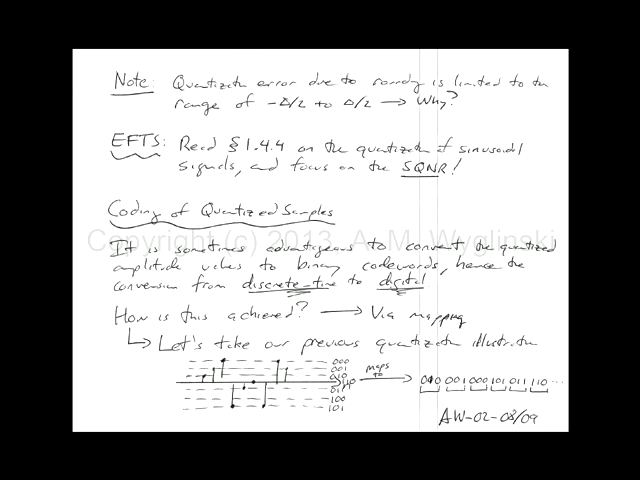 Note: Quantization error due to rounding is limited to the
range of -Δ/2 to Δ/2 → Why?
EFTS: Read § 1.4.4 on the quantization of sinusoidal
signals, and focus on the SQNR!
Coding of Quantized Samples
Copyright (c) 2013, A. M. Wyglinski
It is sometimes advantageous to convert the quantized
amplitude values to binary codewords, hence the
conversion from discrete-time to digital
How is this achieved? → Via mapping
↳ Let's take our previous quantization illustration
000
001
010
110
011
100
101
maps to → 010 001 000 101 011 110 ...
AW-02-08/09